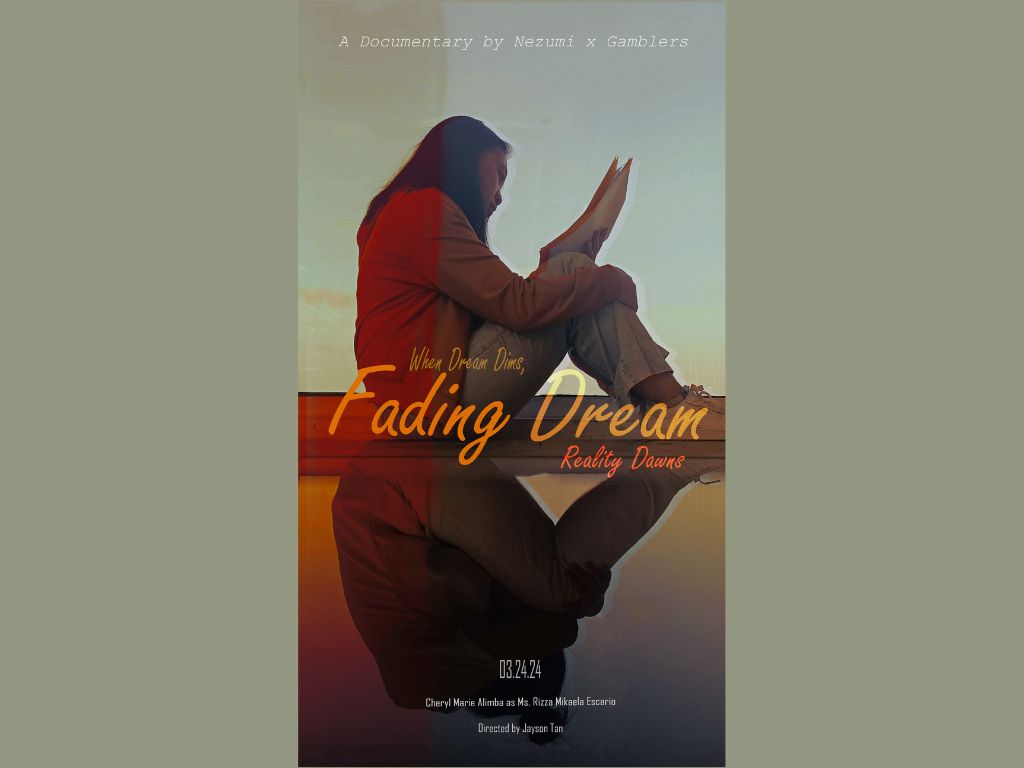 A Documentary by Nezumi x Gamblers
When Dream Dims,
Fading Dream
Reality Dawns
03.24.24
Cheryl Marie Alimba as Ms. Rizza Mikaela Escario
Directed by Jayson Tan